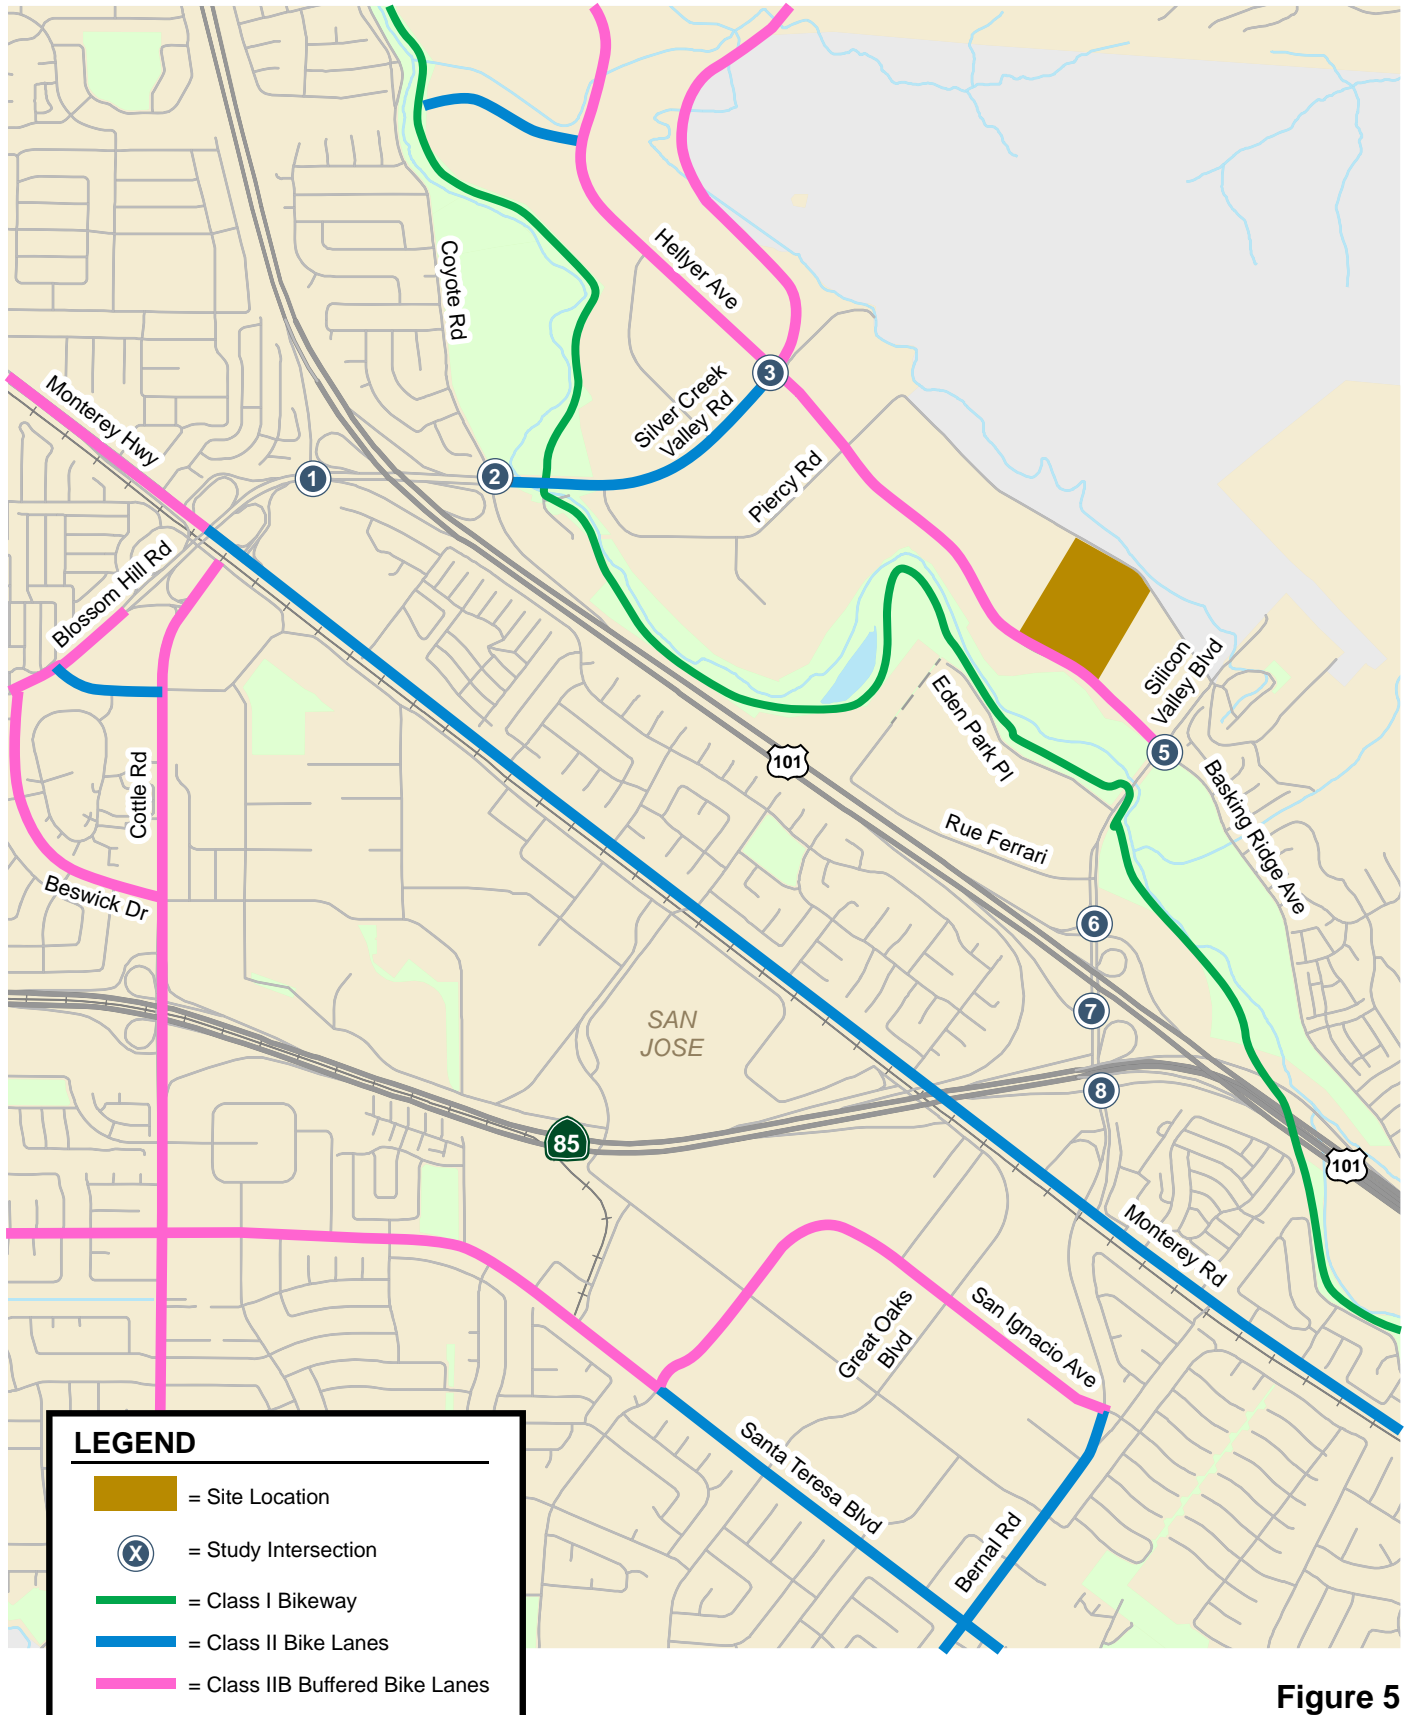 Hellyer Ave
Coyote Rd
3
Monterey Hwy
Silver Creek
Valley Rd
1
2
Piercy Rd
Blossom Hill Rd
Silicon
Valley Blvd
Eden Park Pl
5
101
Cottle Rd
Basking Ridge Ave
Rue Ferrari
Beswick Dr
6
7
SAN
JOSE
8
85
101
Monterey Rd
Great Oaks
Blvd
San Ignacio Ave
Santa Teresa Blvd
Bernal Rd
LEGEND
= Site Location
X = Study Intersection
= Class I Bikeway
= Class II Bike Lanes
= Class IIB Buffered Bike Lanes
Figure 5